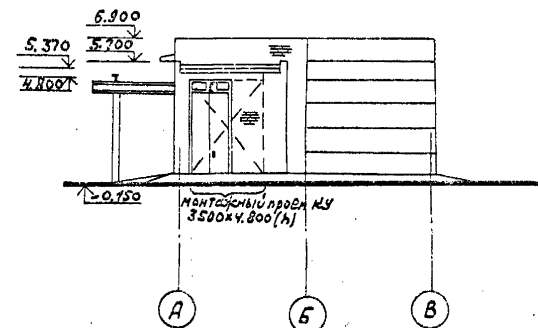 6.900
5.370
5.700
4.800
-0.150
монтажный проем КУ
3500х4.800(h)
А
Б
В